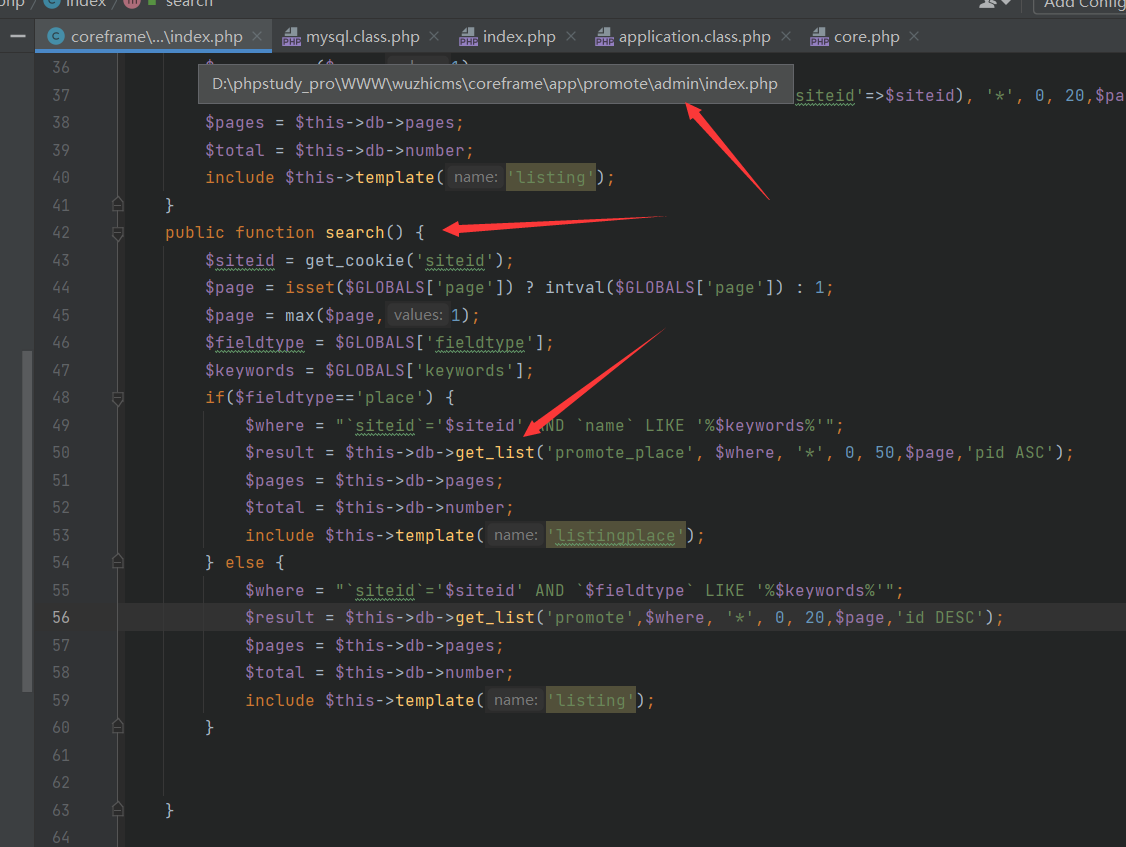 index search Add Config
coreframe\...\index.php mysql.class.php index.php application.class.php core.php
36
D:\phpstudy_pro\WWW\wuzhicms\coreframe\app\promote\admin\index.php
37 siteid'=>$siteid), '*', 0, 20,$pa
38 $pages = $this->db->pages;
39 $total = $this->db->number;
40 include $this->template( name: 'listing');
41 }
42 public function search() {
43 $siteid = get_cookie('siteid');
44 $page = isset($GLOBALS['page']) ? intval($GLOBALS['page']) : 1;
45 $page = max($page, values: 1);
46 $fieldtype = $GLOBALS['fieldtype'];
47 $keywords = $GLOBALS['keywords'];
48 if($fieldtype=='place') {
49 $where = "`siteid`='$siteid' AND `name` LIKE '%$keywords%'";
50 $result = $this->db->get_list('promote_place', $where, '*', 0, 50,$page,'pid ASC');
51 $pages = $this->db->pages;
52 $total = $this->db->number;
53 include $this->template( name: 'listingplace');
54 } else {
55 $where = "`siteid`='$siteid' AND `$fieldtype` LIKE '%$keywords%'";
56 $result = $this->db->get_list('promote',$where, '*', 0, 20,$page,'id DESC');
57 $pages = $this->db->pages;
58 $total = $this->db->number;
59 include $this->template( name: 'listing');
60 }
61
62
63 }
64